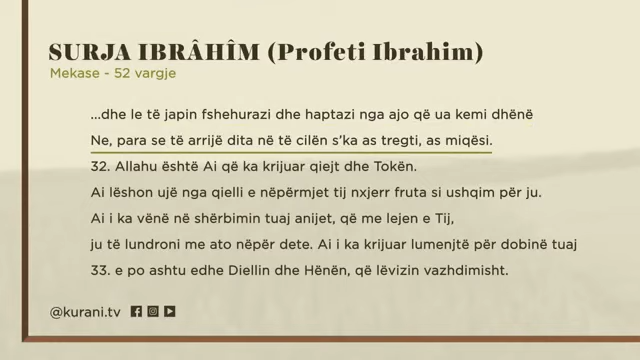 SURJA IBRÂHÎM (Profeti Ibrahim)
Mekase - 52 vargje
...dhe le të japin fshehurazi dhe haptazi nga ajo që ua kemi dhënë
Ne, para se të arrijë dita në të cilën s'ka as tregti, as miqësi.
32. Allahu është Ai që ka krijuar qiejt dhe Tokën.
Ai lëshon ujë nga qielli e nëpërmjet tij nxjerr fruta si ushqim për ju.
Ai i ka vënë në shërbimin tuaj anijet, që me lejen e Tij,
ju të lundroni me ato nëpër dete. Ai i ka krijuar lumenjtë për dobinë tuaj
33. e po ashtu edhe Diellin dhe Hënën, që lëvizin vazhdimisht.
@kurani.tv